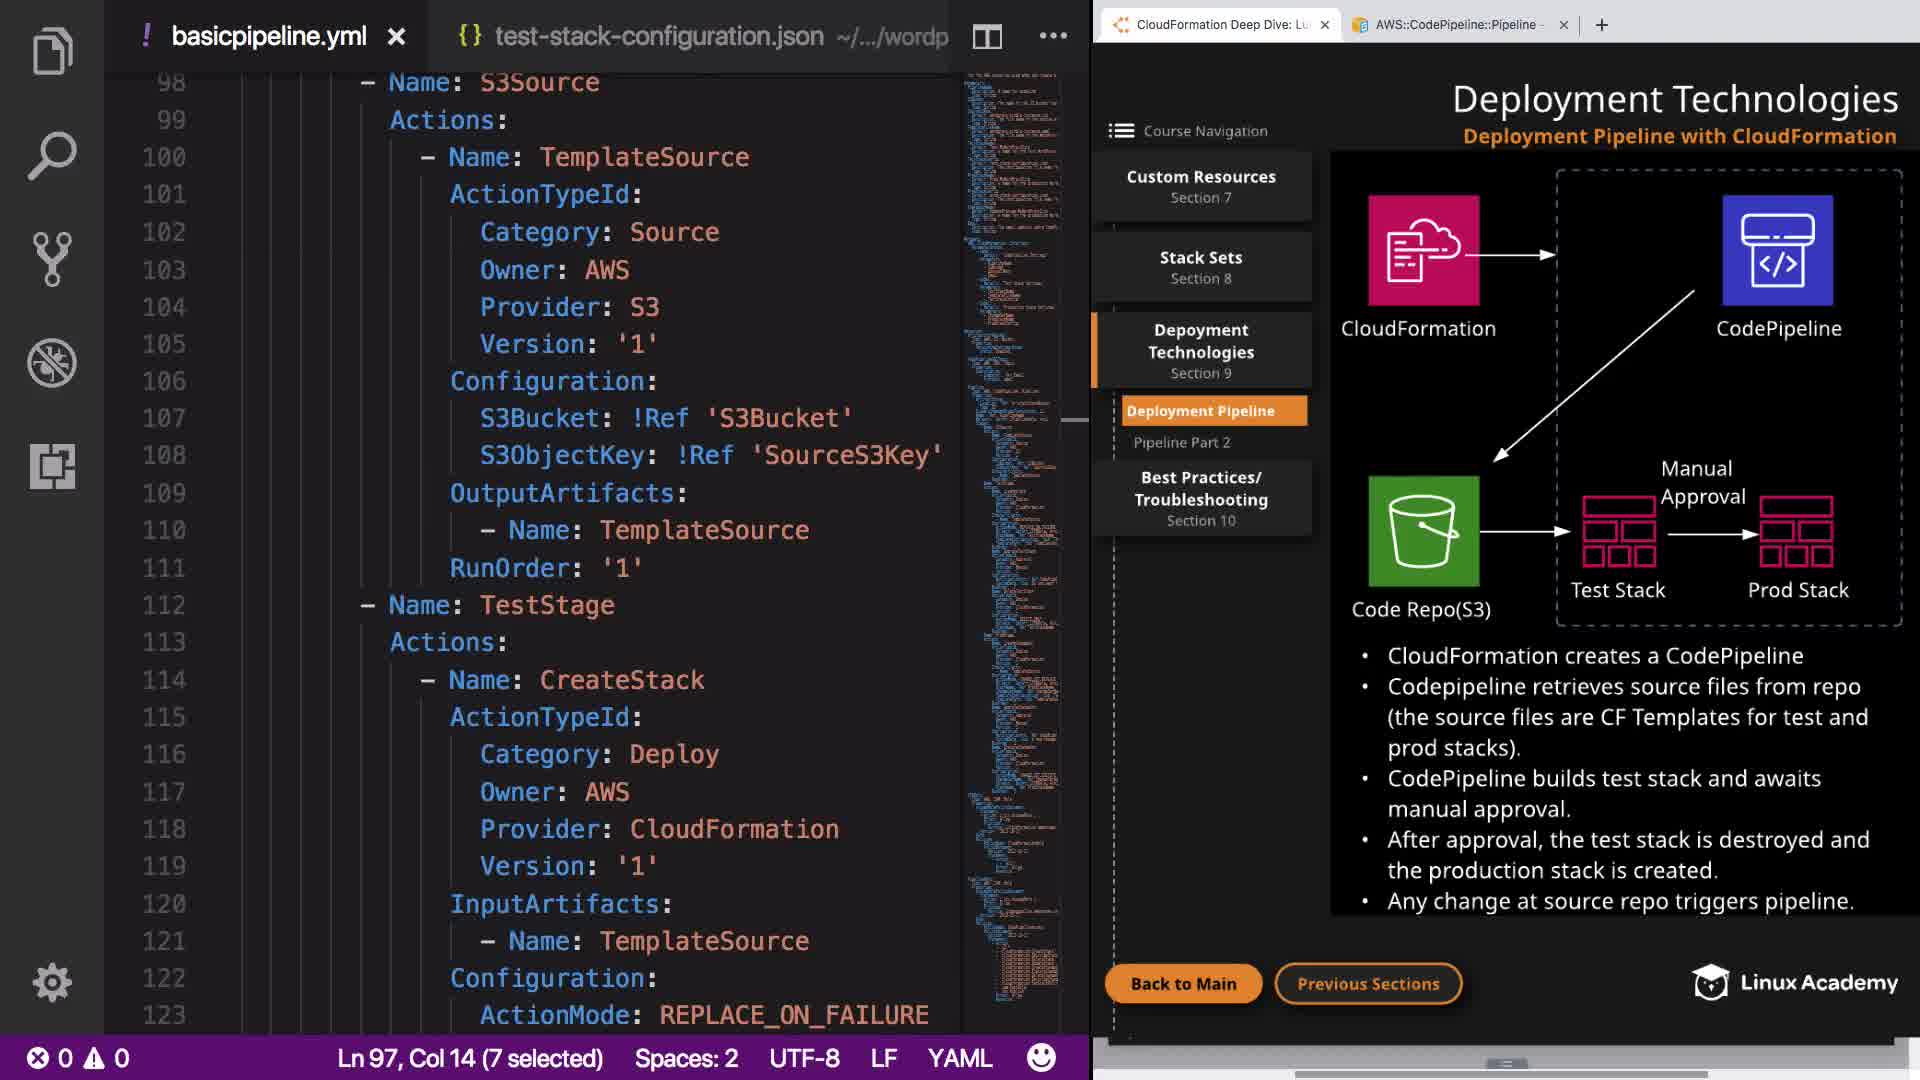 basicpipeline.yml
test-stack-configuration.json ~/.../wordp
98 - Name: S3Source
99 Actions:
100 - Name: TemplateSource
101 ActionTypeId:
102 Category: Source
103 Owner: AWS
104 Provider: S3
105 Version: '1'
106 Configuration:
107 S3Bucket: !Ref 'S3Bucket'
108 S3ObjectKey: !Ref 'SourceS3Key'
109 OutputArtifacts:
110 - Name: TemplateSource
111 RunOrder: '1'
112 - Name: TestStage
113 Actions:
114 - Name: CreateStack
115 ActionTypeId:
116 Category: Deploy
117 Owner: AWS
118 Provider: CloudFormation
119 Version: '1'
120 InputArtifacts:
121 - Name: TemplateSource
122 Configuration:
123 ActionMode: REPLACE_ON_FAILURE
0 0 Ln 97, Col 14 (7 selected) Spaces: 2 UTF-8 LF YAML
CloudFormation Deep Dive: Lu
AWS::CodePipeline::Pipeline -
Deployment Technologies
Deployment Pipeline with CloudFormation
Course Navigation
Custom Resources
Section 7
Stack Sets
Section 8
Depoyment
Technologies
Section 9
Deployment Pipeline
Pipeline Part 2
Best Practices/
Troubleshooting
Section 10
CloudFormation
CodePipeline
Manual
Approval
Code Repo(S3)
Test Stack
Prod Stack
• CloudFormation creates a CodePipeline
• Codepipeline retrieves source files from repo
(the source files are CF Templates for test and
prod stacks).
• CodePipeline builds test stack and awaits
manual approval.
• After approval, the test stack is destroyed and
the production stack is created.
• Any change at source repo triggers pipeline.
Back to Main
Previous Sections
Linux Academy